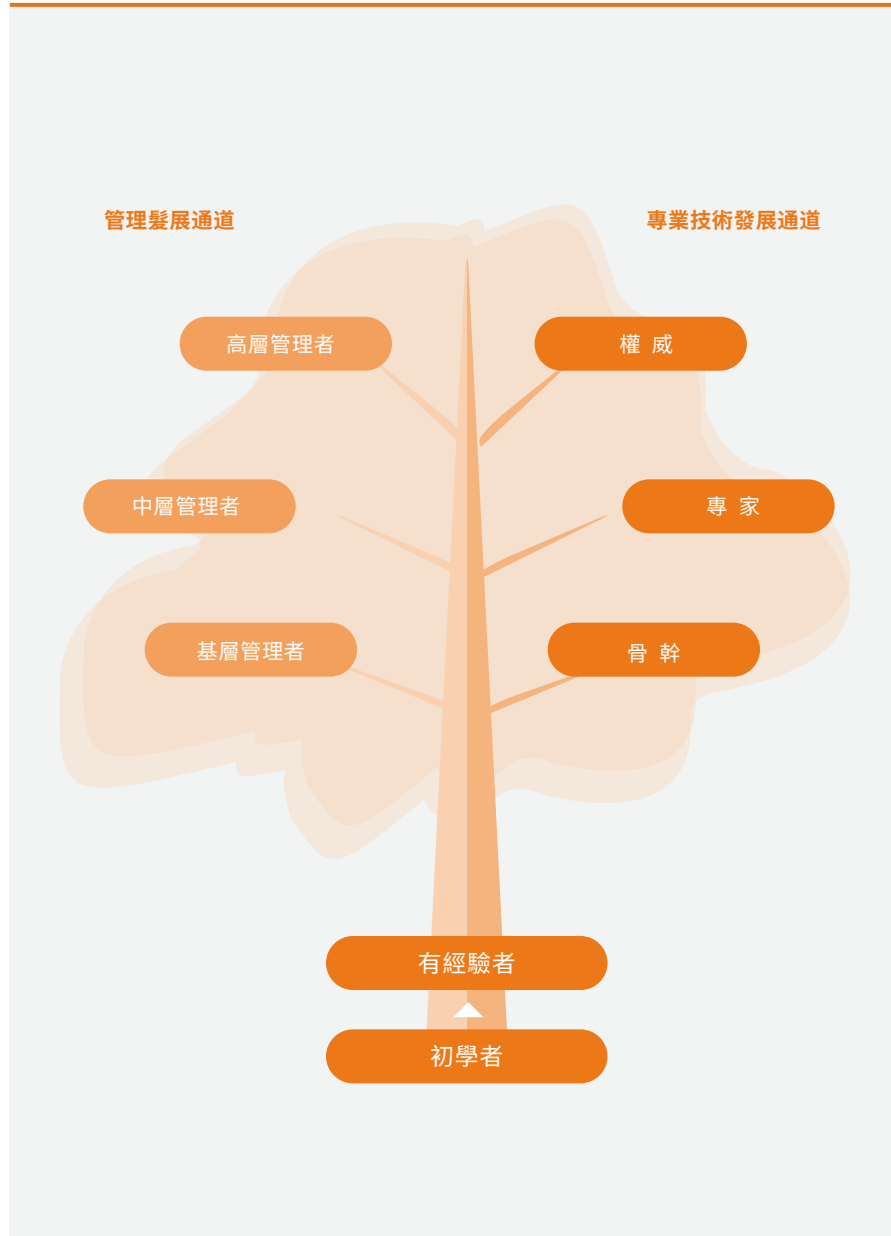 管理髮展通道
專業技術發展通道
高層管理者
權 威
中層管理者
專 家
基層管理者
骨 幹
有經驗者
初學者